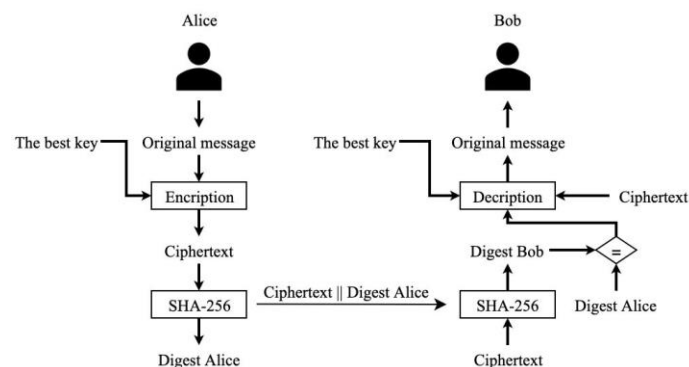 Alice
Bob
The best key
Original message
The best key
Original message
Encription
Decription
Ciphertext
Ciphertext
Digest Bob
=
SHA-256
Ciphertext || Digest Alice
SHA-256
Digest Alice
Digest Alice
Ciphertext